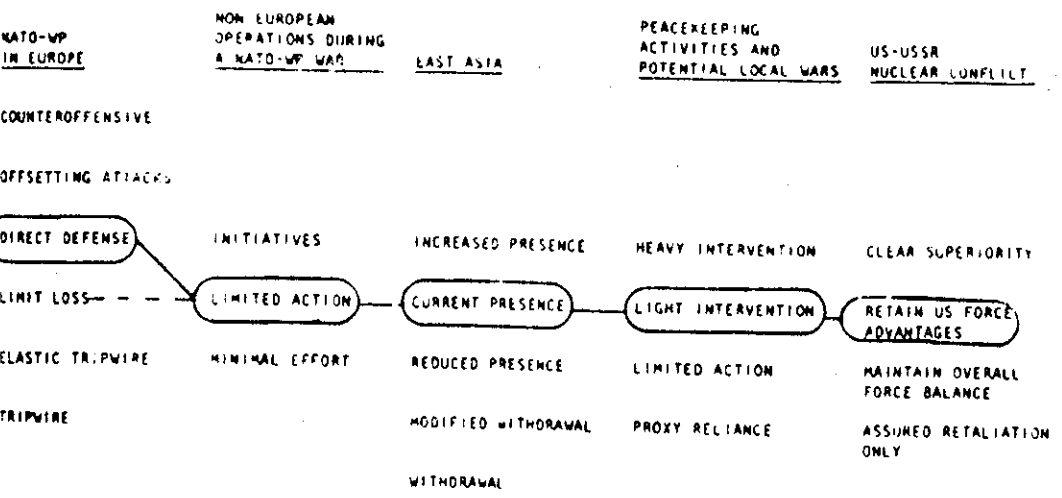 NATO-WP
IN EUROPE
COUNTEROFFENSIVE
OFFSETTING ATTACKS
DIRECT DEFENSE
LIMIT LOSS
ELASTIC TRIPWIRE
TRIPWIRE
NON EUROPEAN
OPERATIONS DURING
A NATO-WP WAR
INITIATIVES
LIMITED ACTION
MINIMAL EFFORT
EAST ASIA
INCREASED PRESENCE
CURRENT PRESENCE
REDUCED PRESENCE
MODIFIED WITHDRAWAL
WITHDRAWAL
PEACEKEEPING
ACTIVITIES AND
POTENTIAL LOCAL WARS
HEAVY INTERVENTION
LIGHT INTERVENTION
LIMITED ACTION
PROXY RELIANCE
US-USSR
NUCLEAR CONFLICT
CLEAR SUPERIORITY
RETAIN US FORCE
ADVANTAGES
MAINTAIN OVERALL
FORCE BALANCE
ASSURED RETALIATION
ONLY